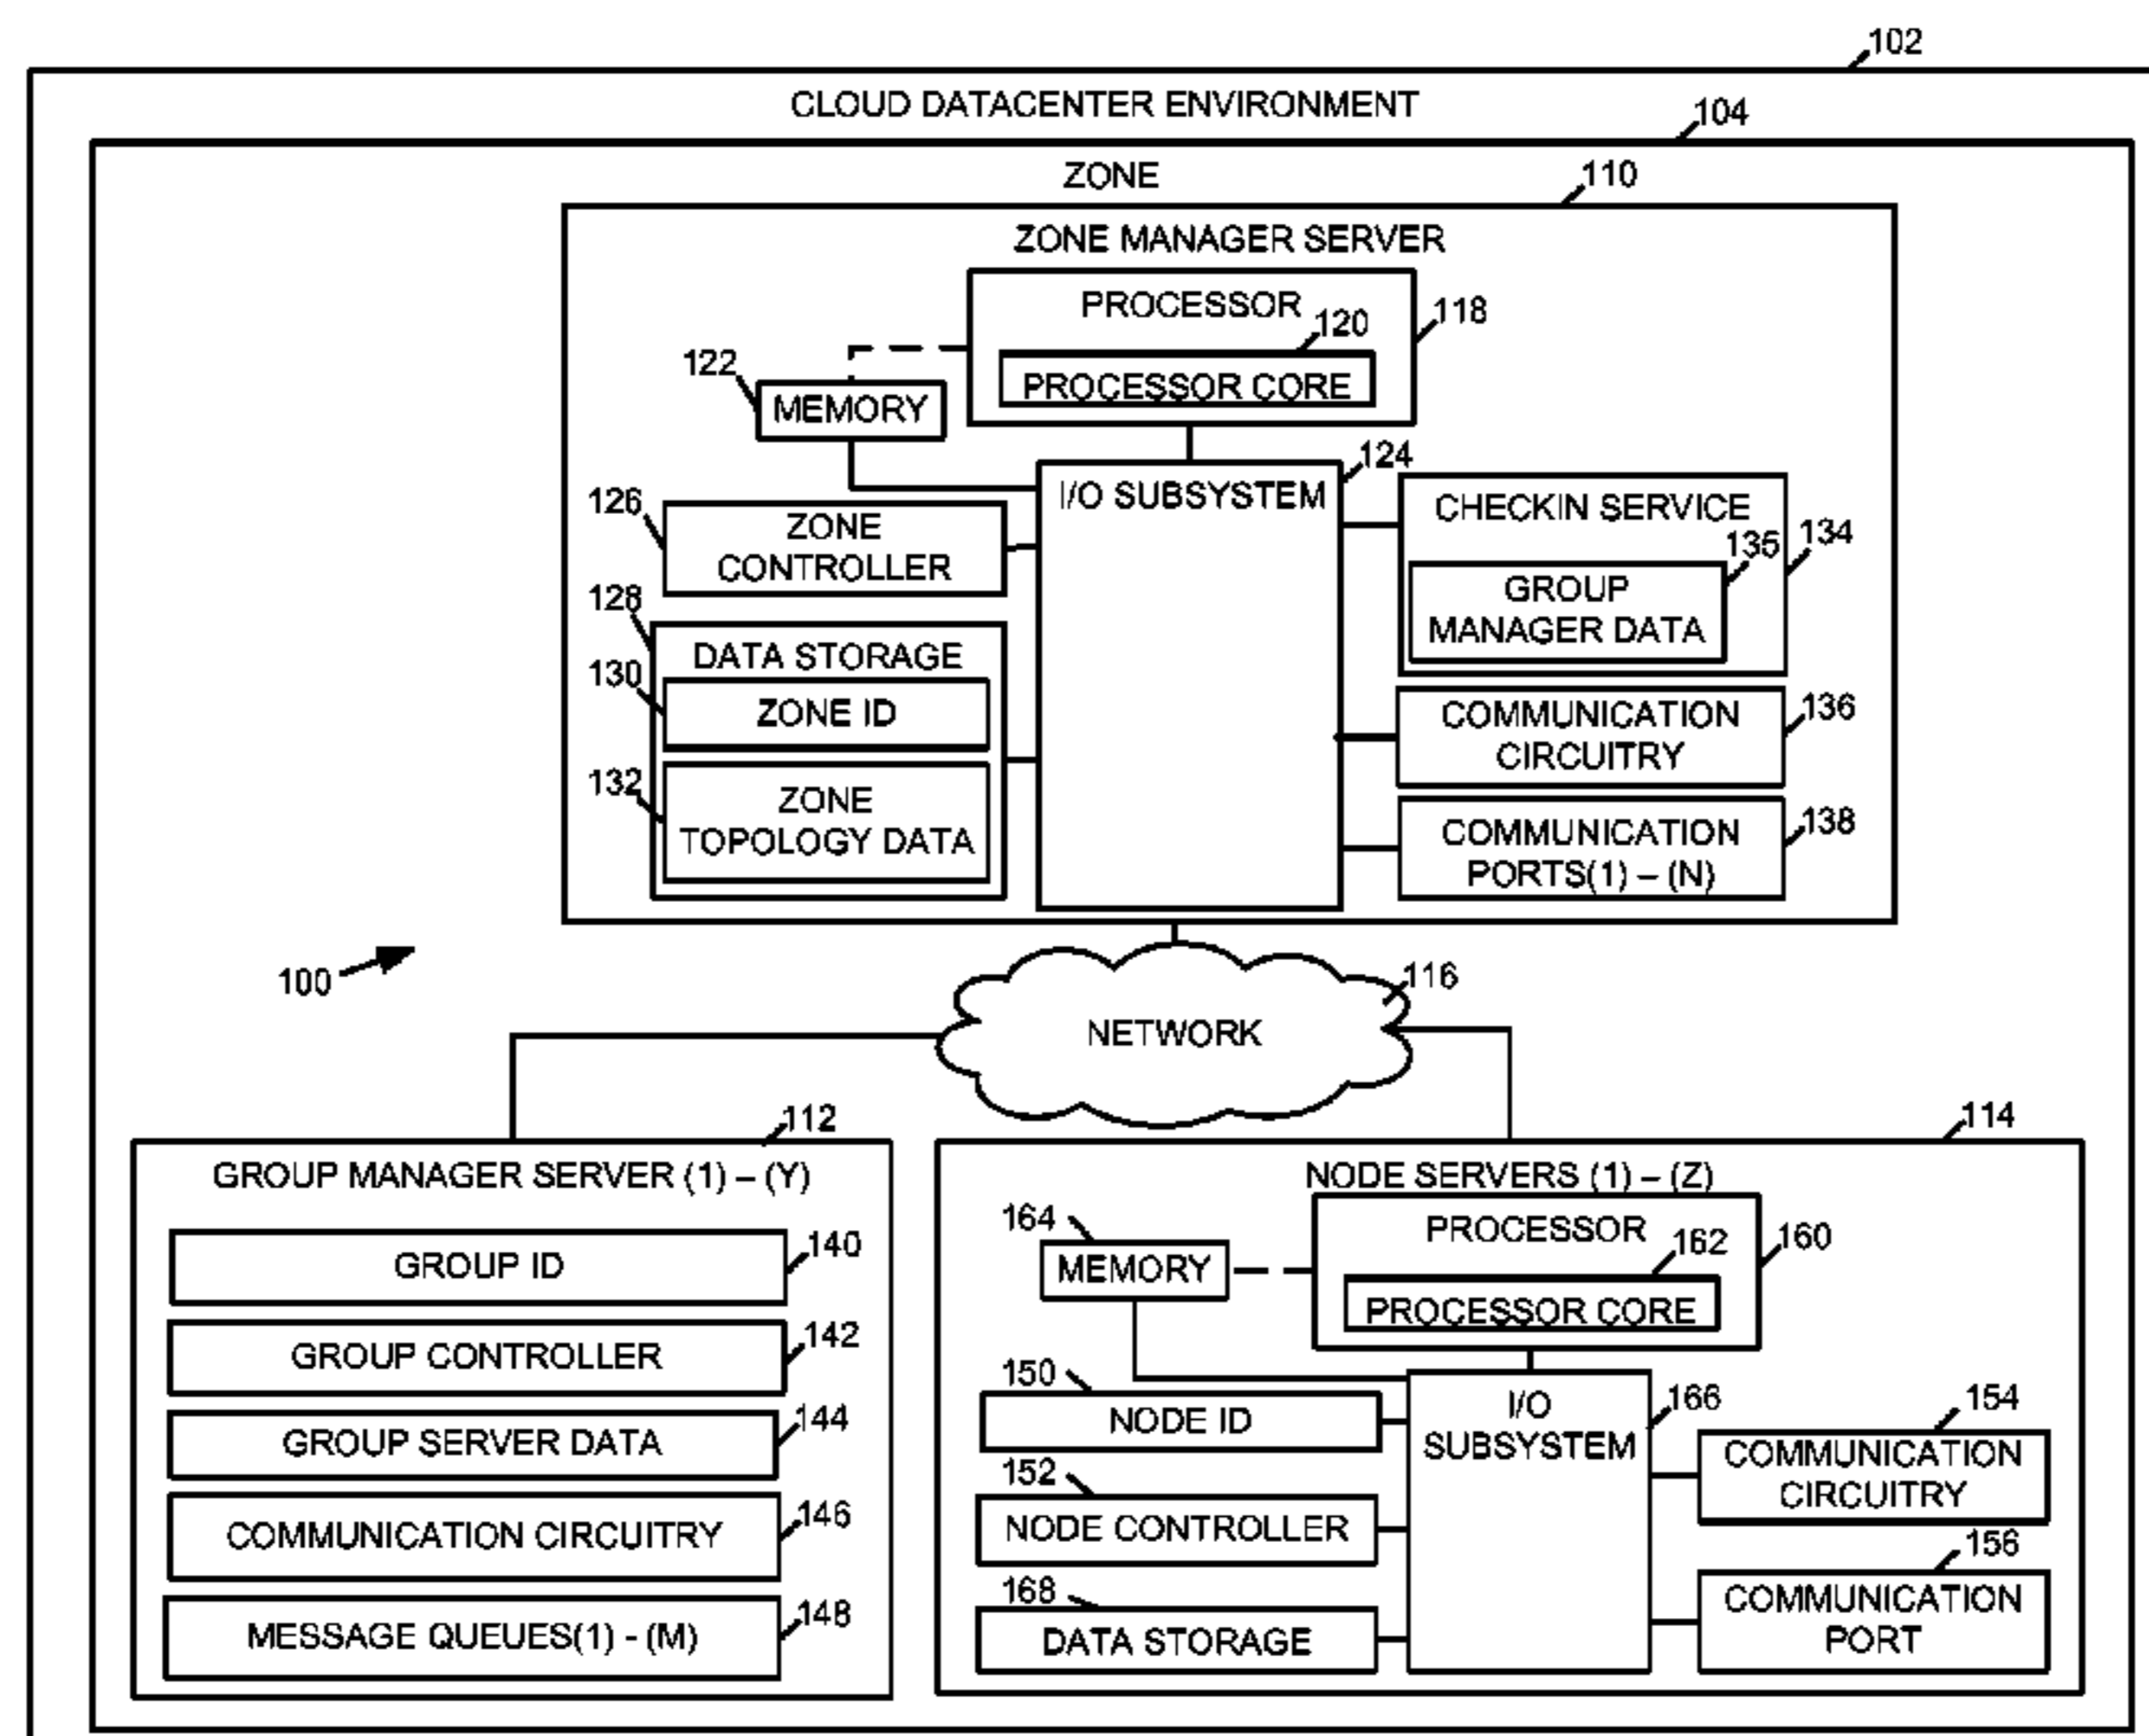 102
CLOUD DATACENTER ENVIRONMENT
104
ZONE
110
ZONE MANAGER SERVER
PROCESSOR
118
120
PROCESSOR CORE
122
MEMORY
124
I/O SUBSYSTEM
126
ZONE
CONTROLLER
128
DATA STORAGE
130
ZONE ID
132
ZONE
TOPOLOGY DATA
CHECKIN SERVICE
134
135
GROUP
MANAGER DATA
COMMUNICATION
CIRCUITRY
136
COMMUNICATION
PORTS(1) – (N)
138
100
116
NETWORK
112
GROUP MANAGER SERVER (1) – (Y)
GROUP ID
140
GROUP CONTROLLER
142
GROUP SERVER DATA
144
COMMUNICATION CIRCUITRY
146
MESSAGE QUEUES(1) - (M)
148
114
NODE SERVERS (1) – (Z)
164
MEMORY
PROCESSOR
160
162
PROCESSOR CORE
150
NODE ID
I/O
SUBSYSTEM
166
152
NODE CONTROLLER
168
DATA STORAGE
154
COMMUNICATION
CIRCUITRY
156
COMMUNICATION
PORT